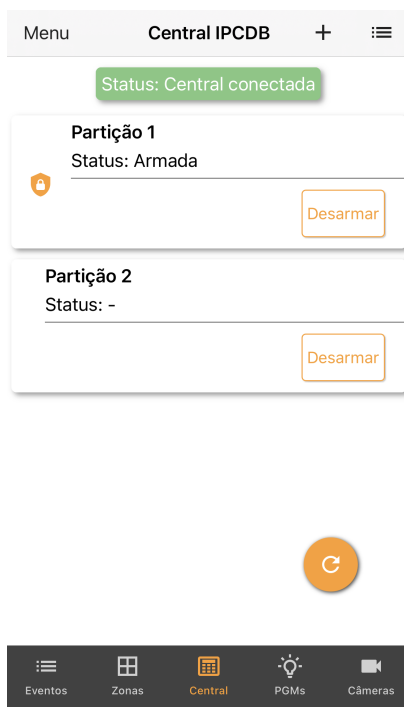 Menu Central IPCDB +
Status: Central conectada
Partição 1
Status: Armada
Desarmar
Partição 2
Status: -
Desarmar
Eventos Zonas Central PGMs Câmeras